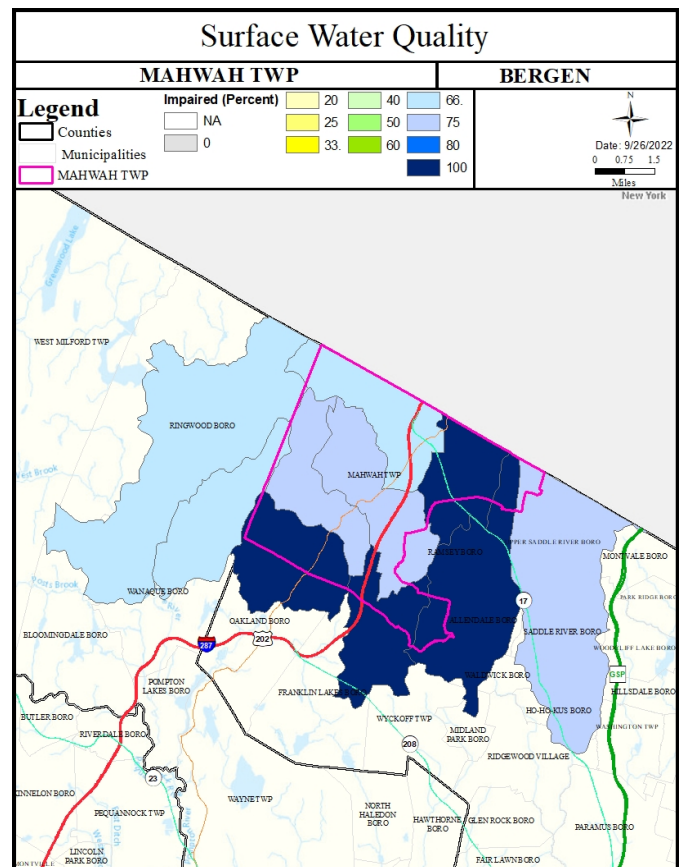 Surface Water Quality
MAHWAH TWP
BERGEN
Legend
Counties
Municipalities
MAHWAH TWP
Impaired (Percent)
NA
0
20
25
33.
40
50
60
66.
75
80
100
N
Date: 9/26/2022
0 0.75 1.5
Miles
New York
Greenwood Lake
WEST MILFORD TWP
RINGWOOD BORO
MAHWAH TWP
West Brook
RAMSEY BORO
UPPER SADDLE RIVER BORO
MONTVALE BORO
WANAQUE BORO
PARK RIDGE BORO
17
OAKLAND BORO
ALLENDALE BORO
BLOOMINGDALE BORO
202
SADDLE RIVER BORO
287
WOODCLIFF LAKE BORO
GSP
WALDWICK BORO
POMPTON
LAKES BORO
FRANKLIN LAKES BORO
HILLSDALE BORO
HO-HO-KUS BORO
BUTLER BORO
WYCKOFF TWP
WASHINGTON TWP
RIVERDALE BORO
MIDLAND
PARK BORO
208
RIDGEWOOD VILLAGE
23
KINNELON BORO
WAYNE TWP
PEQUANNOCK TWP
NORTH
HALEDON
BORO
HAWTHORNE
BORO
GLEN ROCK BORO
PARAMUS BORO
LINCOLN
PARK BORO
FAIR LAWN BORO